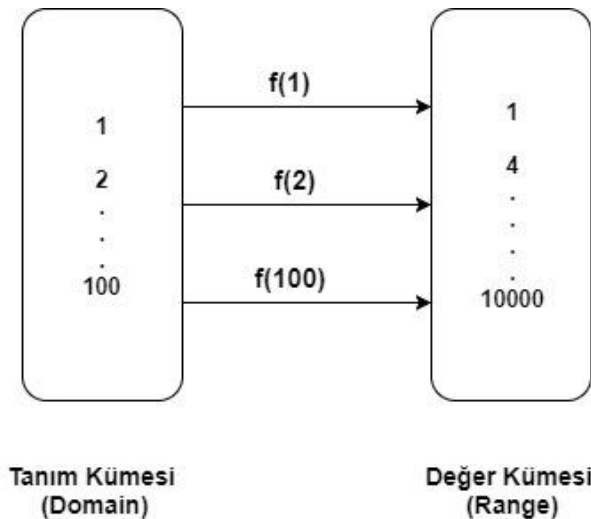 f(1)
1
1
f(2)
2
4
.
.
.
.
.
.
.
f(100)
100
10000
Tanım Kümesi
(Domain)
Değer Kümesi
(Range)